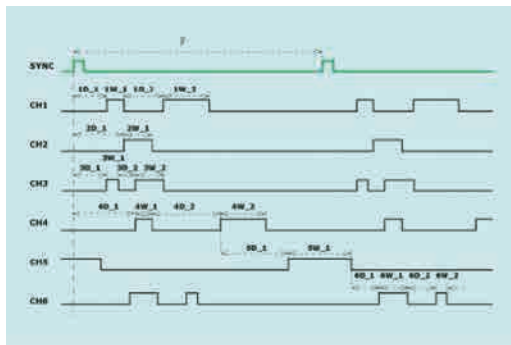 P
SYNC
1D_1 1W_1 1D_2 1W_2
CH1
2D_1 2W_1
CH2
3W_1
3D_1 3D_2 3W_2
CH3
4D_1 4W_1 4D_2 4W_2
CH4
5D_1 5W_1
CH5
6D_1 6W_1 6D_2 6W_2
CH6